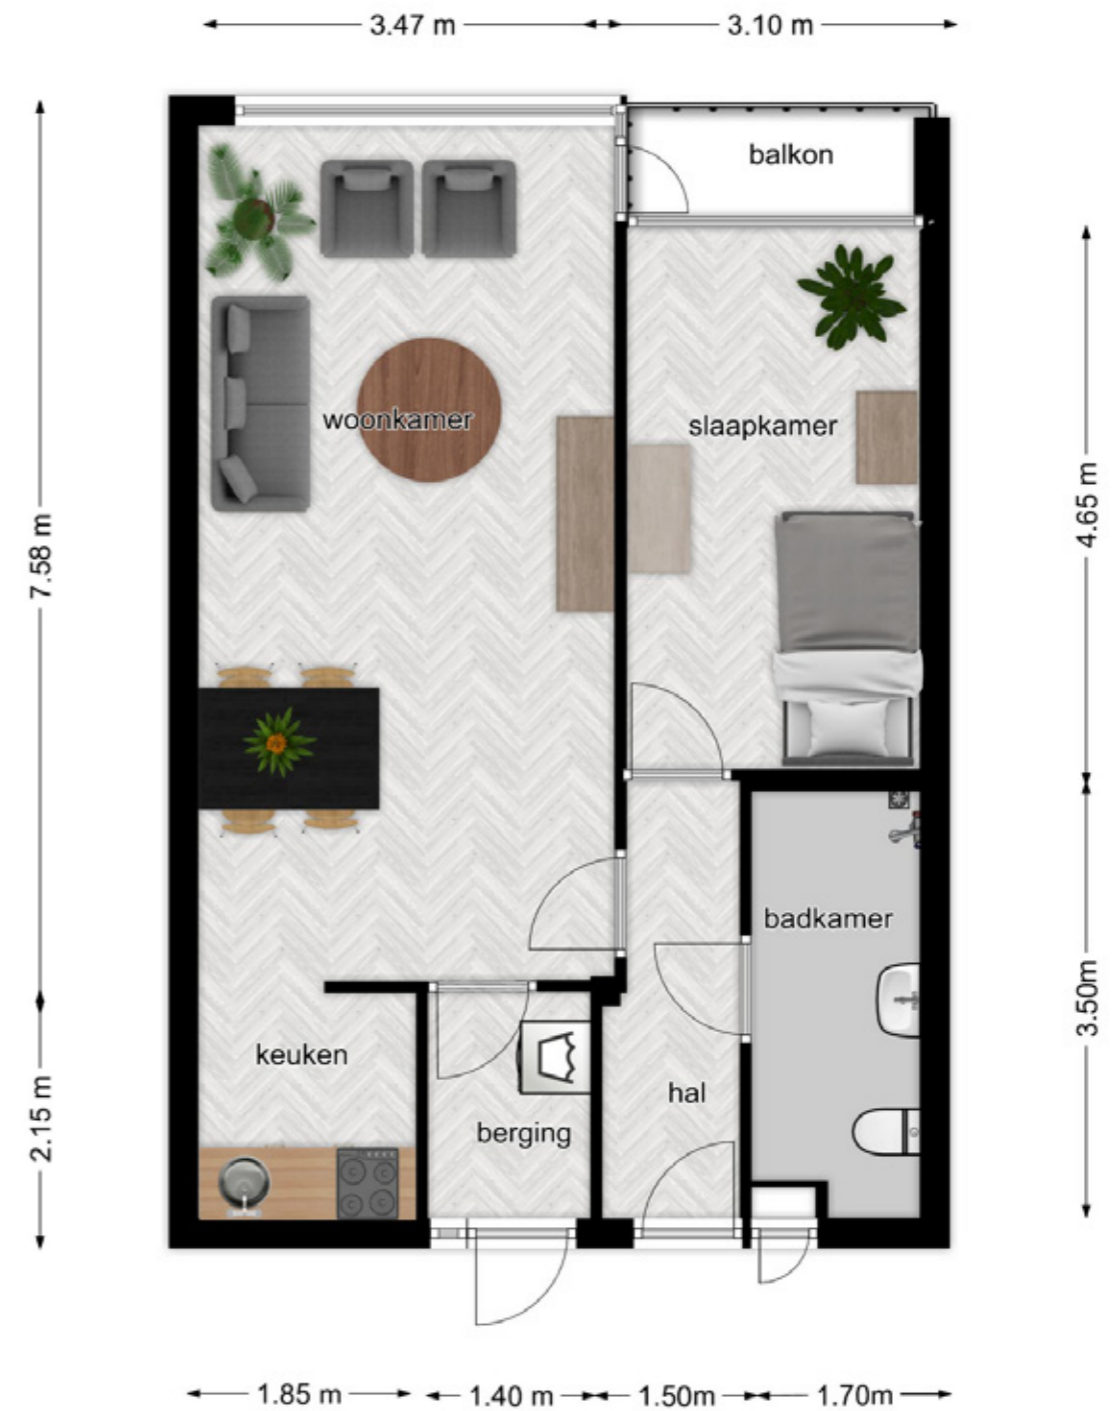 3.47 m
3.10 m
balkon
woonkamer
slaapkamer
7.58 m
4.65 m
badkamer
3.50m
keuken
hal
berging
2.15 m
1.85 m
1.40 m
1.50m
1.70m